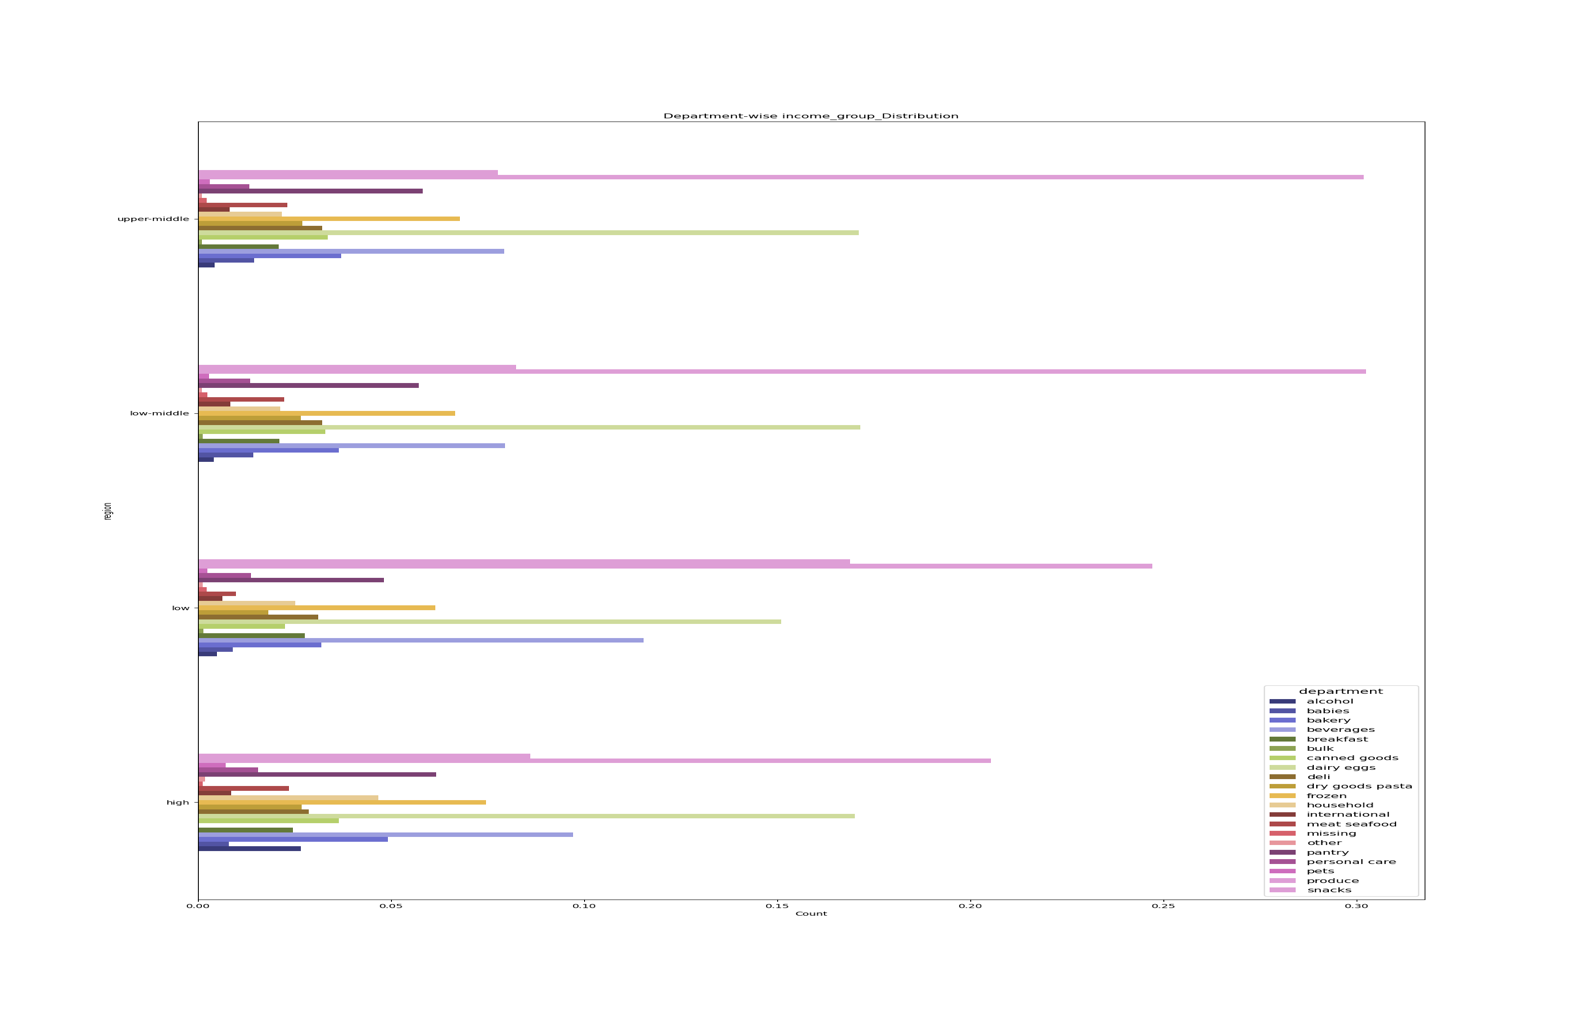 Department-wise income_group_Distribution
upper-middle
low-middle
region
low
high
department
alcohol
babies
bakery
beverages
breakfast
bulk
canned goods
dairy eggs
deli
dry goods pasta
frozen
household
international
meat seafood
missing
other
pantry
personal care
pets
produce
snacks
0.00 0.05 0.10 0.15 0.20 0.25 0.30
Count